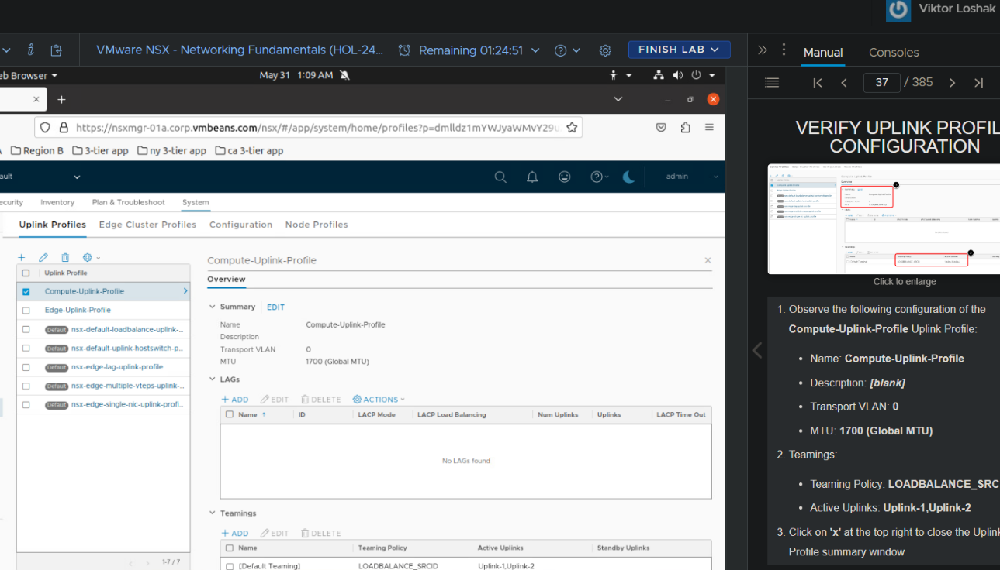 Viktor Loshak
VMware NSX - Networking Fundamentals (HOL-24...
Remaining 01:24:51
FINISH LAB
Manual
Consoles
eb Browser
May 31 1:09 AM
37 / 385
https://nsxmgr-01a.corp.vmbeans.com/nsx/#/app/system/home/profiles?p=dmlldz1mYWJyaWMvY29u
Region B
3-tier app
ny 3-tier app
ca 3-tier app
ault
admin
ecurity
Inventory
Plan & Troubleshoot
System
Uplink Profiles
Edge Cluster Profiles
Configuration
Node Profiles
Uplink Profile
Compute-Uplink-Profile
Edge-Uplink-Profile
Default nsx-default-loadbalance-uplink-...
Default nsx-default-uplink-hostswitch-p...
Default nsx-edge-lag-uplink-profile
Default nsx-edge-multiple-vteps-uplink-...
Default nsx-edge-single-nic-uplink-profi...
1-7 / 7
Compute-Uplink-Profile
Overview
Summary EDIT
Name Compute-Uplink-Profile
Description
Transport VLAN 0
MTU 1700 (Global MTU)
LAGs
+ ADD EDIT DELETE ACTIONS
Name ID LACP Mode LACP Load Balancing Num Uplinks Uplinks LACP Time Out
No LAGs found
Teamings
+ ADD EDIT DELETE
Name Teaming Policy Active Uplinks Standby Uplinks
[Default Teaming] LOADBALANCE_SRCID Uplink-1,Uplink-2
VERIFY UPLINK PROFIL
CONFIGURATION
Click to enlarge
1. Observe the following configuration of the
Compute-Uplink-Profile Uplink Profile:
• Name: Compute-Uplink-Profile
• Description: [blank]
• Transport VLAN: 0
• MTU: 1700 (Global MTU)
2. Teamings:
• Teaming Policy: LOADBALANCE_SRC
• Active Uplinks: Uplink-1,Uplink-2
3. Click on 'x' at the top right to close the Uplink
Profile summary window